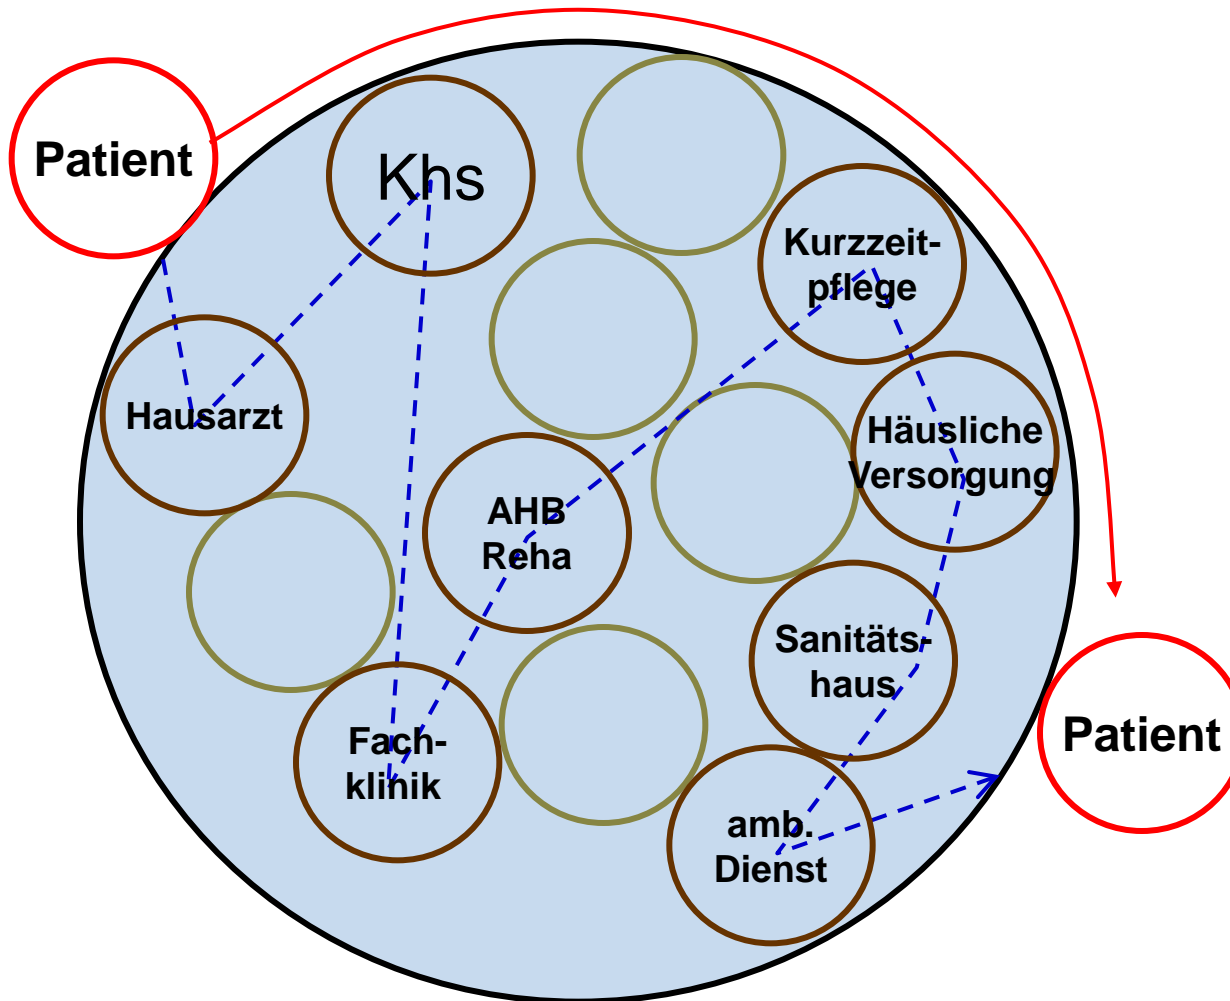 Patient
Khs
Kurzzeit-
pflege
Hausarzt
Häusliche
Versorgung
AHB
Reha
Sanitäts-
haus
Fach-
klinik
Patient
amb.
Dienst